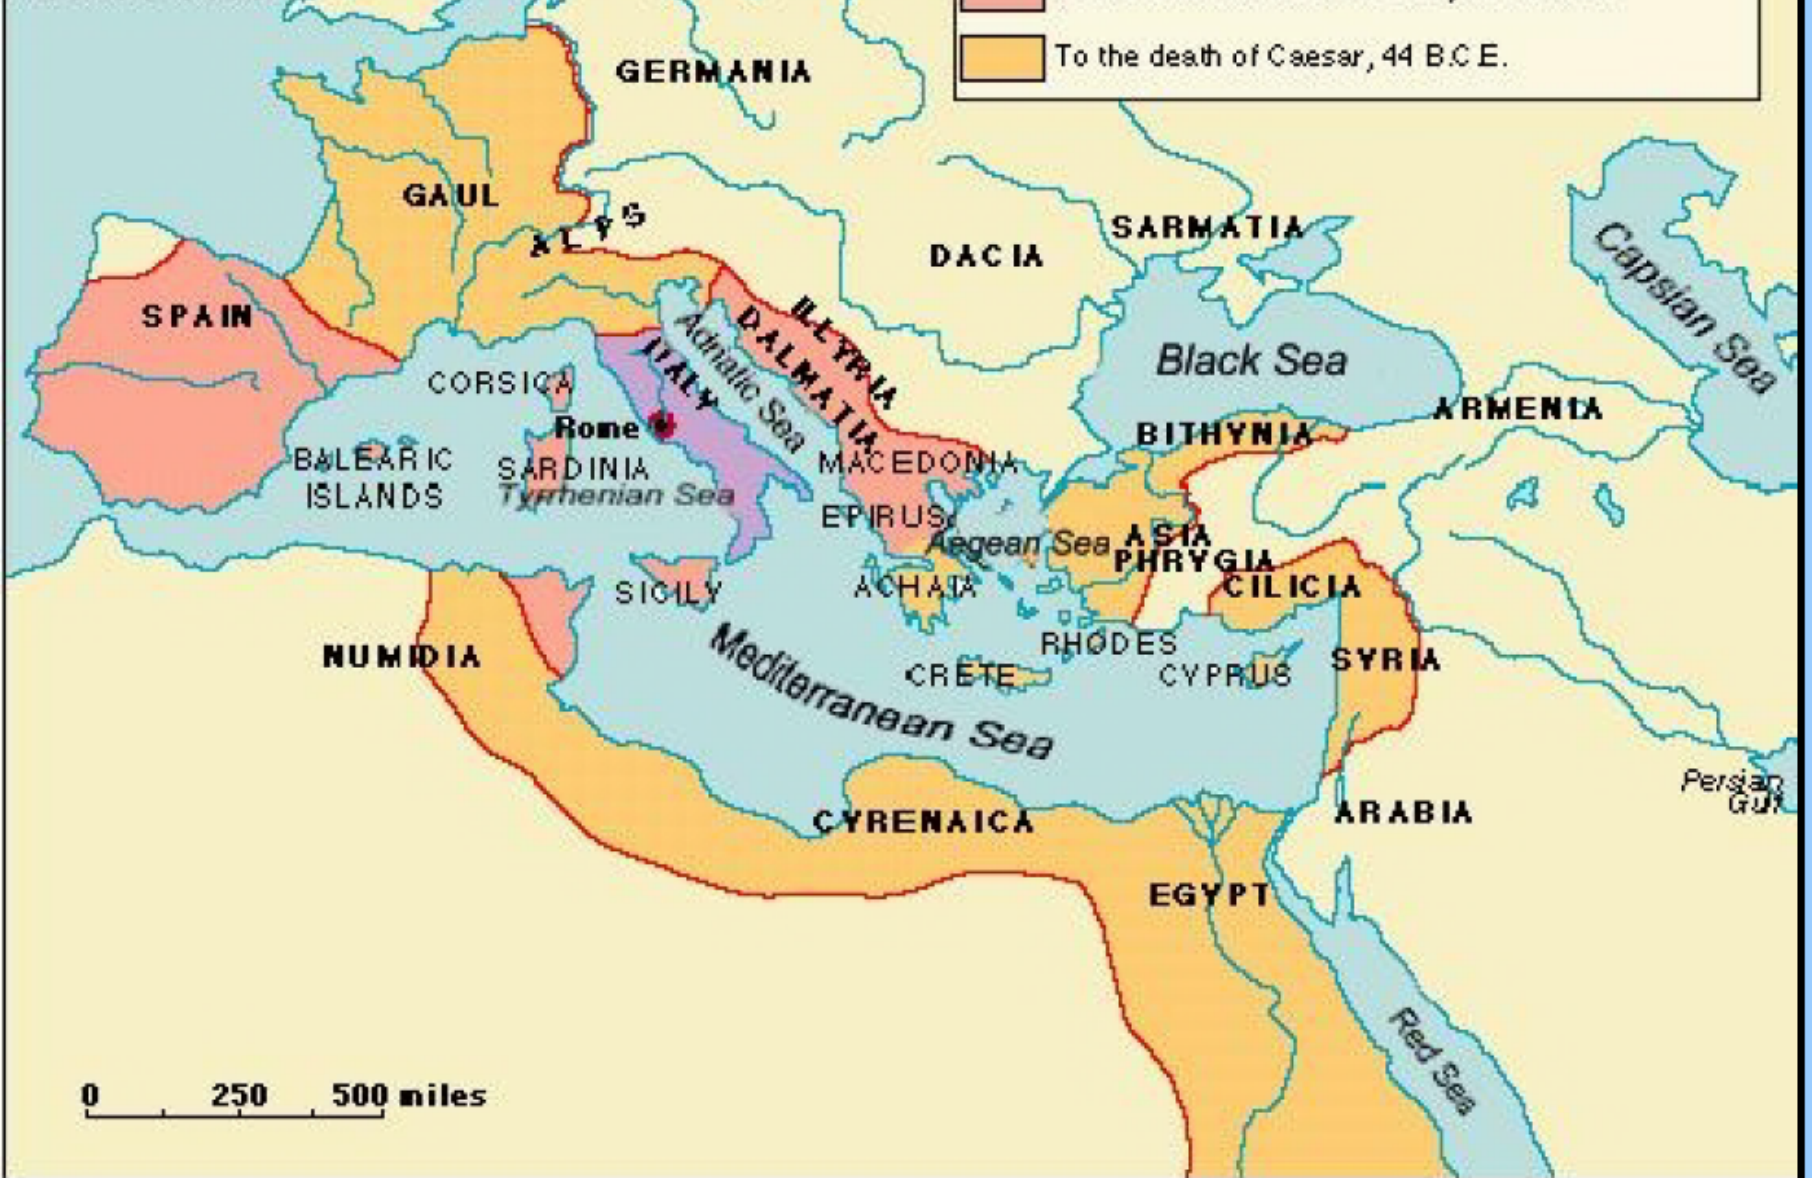 To the death of Caesar, 44 B.C.E.
GERMANIA
GAUL
ALPS
SARMATIA
DACIA
Capsian Sea
SPAIN
ILLYRIA
DALMATIA
Adriatic Sea
ITALY
Black Sea
CORSICA
ARMENIA
Rome
BITHYNIA
BALEARIC
ISLANDS
SARDINIA
Tyrrhenian Sea
MACEDONIA
EPIRUS
Aegean Sea
ASIA
PHRYGIA
CILICIA
SICILY
ACHAIA
NUMIDIA
Mediterranean Sea
RHODES
CRETE
CYPRUS
SYRIA
Persian
Gulf
CYRENAICA
ARABIA
EGYPT
Red Sea
0 250 500 miles